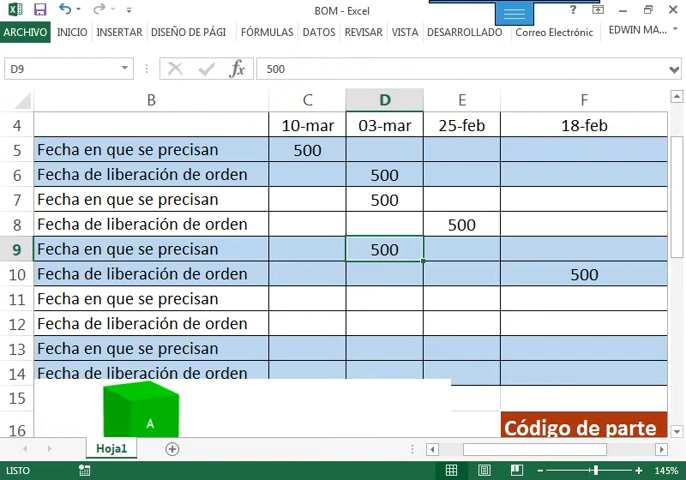 BOM - Excel
?
ARCHIVO INICIO INSERTAR DISEÑO DE PÁGI FÓRMULAS DATOS REVISAR VISTA DESARROLLADO Correo Electrónic EDWIN MA...
D9 fx 500
B C D E F
4 10-mar 03-mar 25-feb 18-feb
5 Fecha en que se precisan 500
6 Fecha de liberación de orden 500
7 Fecha en que se precisan 500
8 Fecha de liberación de orden 500
9 Fecha en que se precisan 500
10 Fecha de liberación de orden 500
11 Fecha en que se precisan
12 Fecha de liberación de orden
13 Fecha en que se precisan
14 Fecha de liberación de orden
15
16 A Código de parte
Hoja1
LISTO 145%